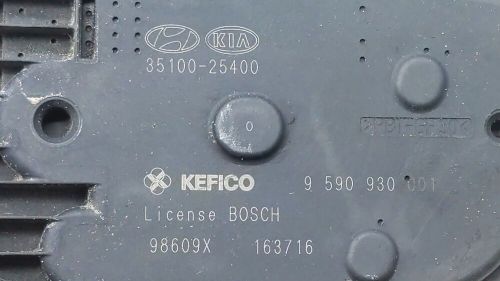 KIA
35100-25400
KEFICO 9 590 930 001
License BOSCH
98609X 163716